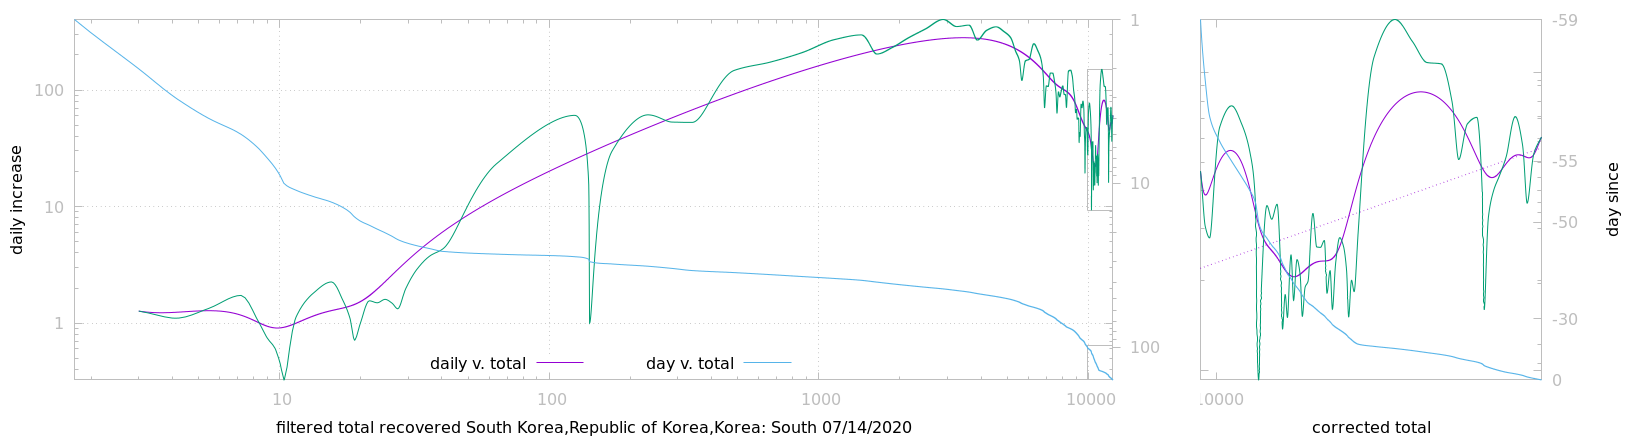 daily increase
100
10
1
10
100
1000
10000
1
10
100
daily v. total
day v. total
filtered total recovered South Korea,Republic of Korea,Korea: South 07/14/2020
-59
-55
-50
-30
0
day since
10000
corrected total